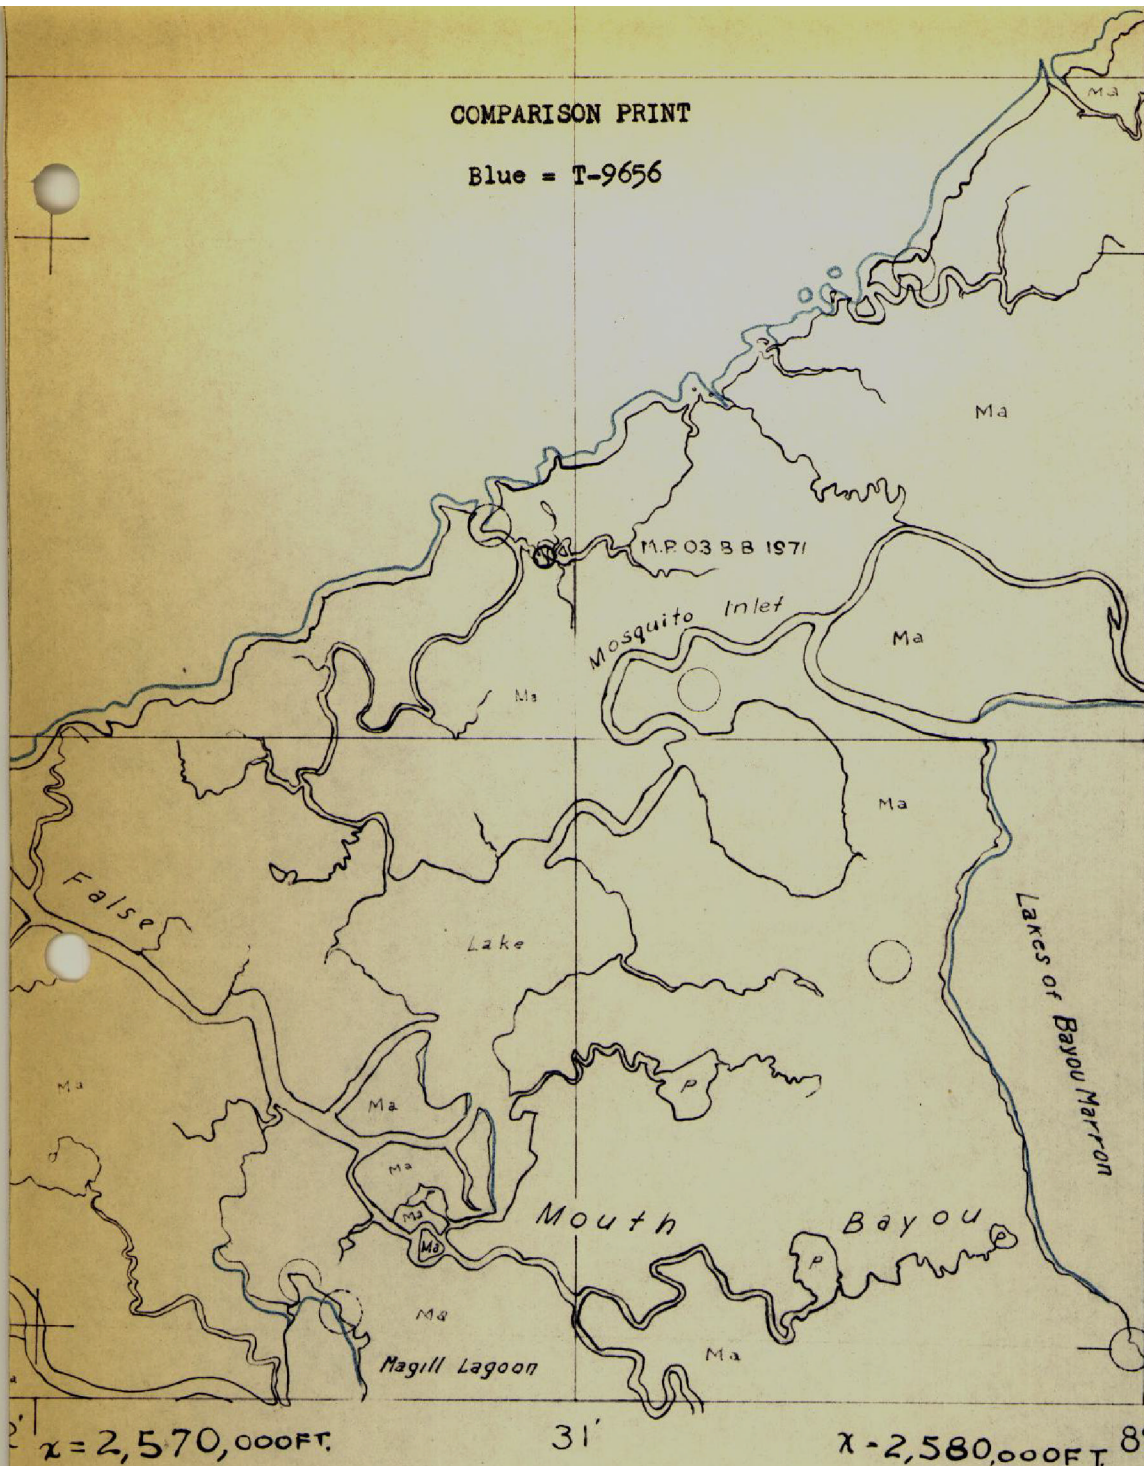 COMPARISON PRINT
Blue = T-9656
Ma
Ma
M.P. 03 B B 1971
Mosquito Inlet
Ma
Ma
Ma
False
Lake
Lakes of Bayou Marron
Ma
Ma
P
Ma
Ma
Mouth Bayou
Ma
P
P
Ma
Magill Lagoon
Ma
x = 2,570,000 FT.
31'
x - 2,580,000 FT.